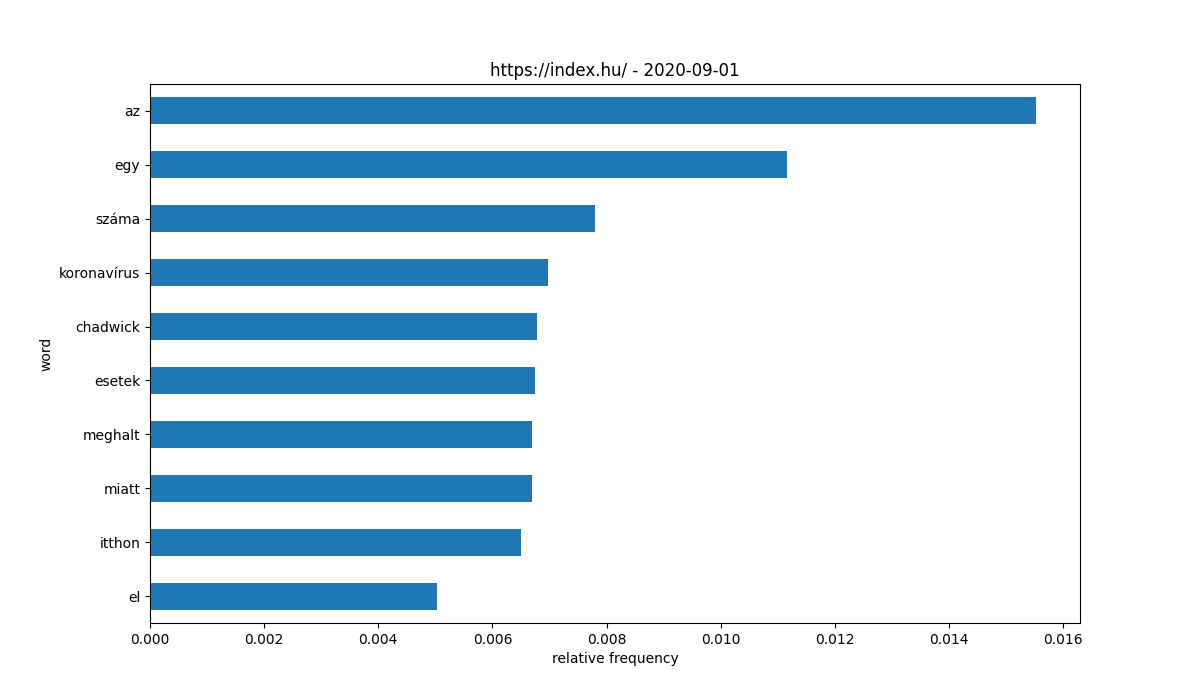 https://index.hu/ - 2020-09-01
az
egy
száma
koronavírus
chadwick
esetek
meghalt
miatt
itthon
el
word
0.000 0.002 0.004 0.006 0.008 0.010 0.012 0.014 0.016
relative frequency